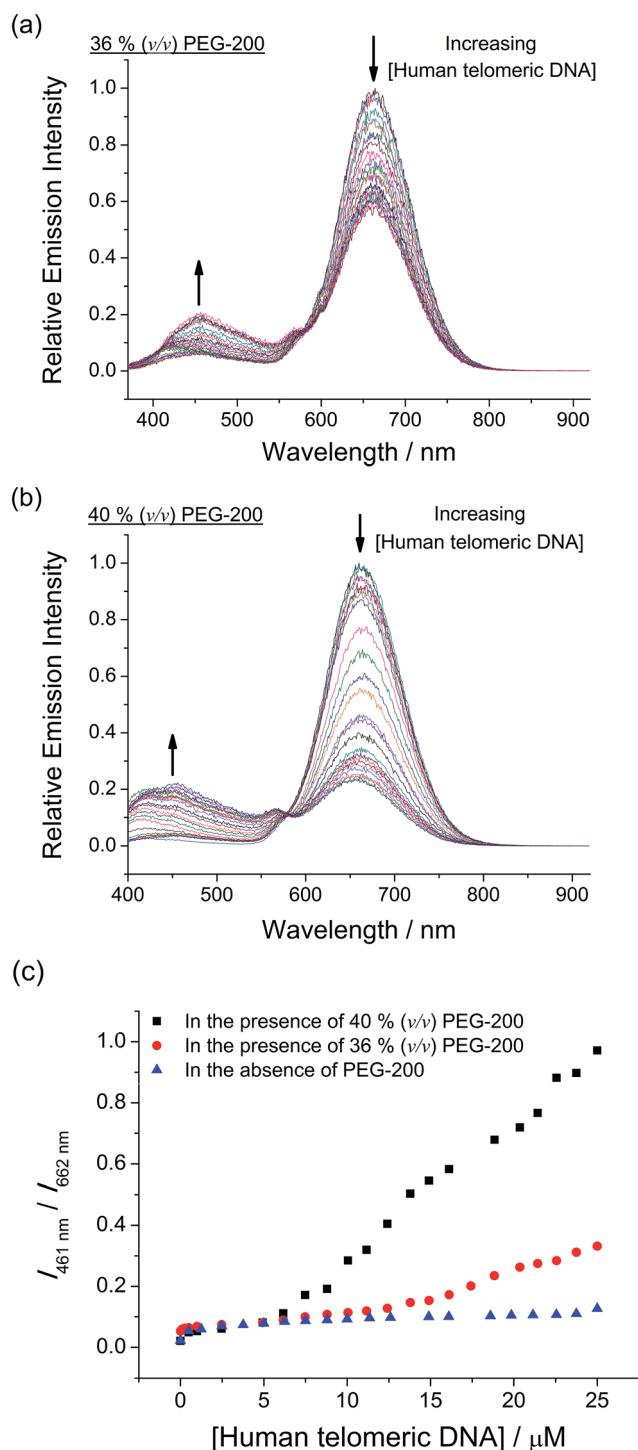 (a)
36 % (v/v) PEG-200
Increasing
[Human telomeric DNA]
Relative Emission Intensity
1.0
0.8
0.6
0.4
0.2
0.0
400 500 600 700 800 900
Wavelength / nm
(b)
40 % (v/v) PEG-200
Increasing
[Human telomeric DNA]
Relative Emission Intensity
1.0
0.8
0.6
0.4
0.2
0.0
400 500 600 700 800 900
Wavelength / nm
(c)
In the presence of 40 % (v/v) PEG-200
In the presence of 36 % (v/v) PEG-200
In the absence of PEG-200
I461 nm / I662 nm
1.0
0.8
0.6
0.4
0.2
0.0
0 5 10 15 20 25
[Human telomeric DNA] / μM